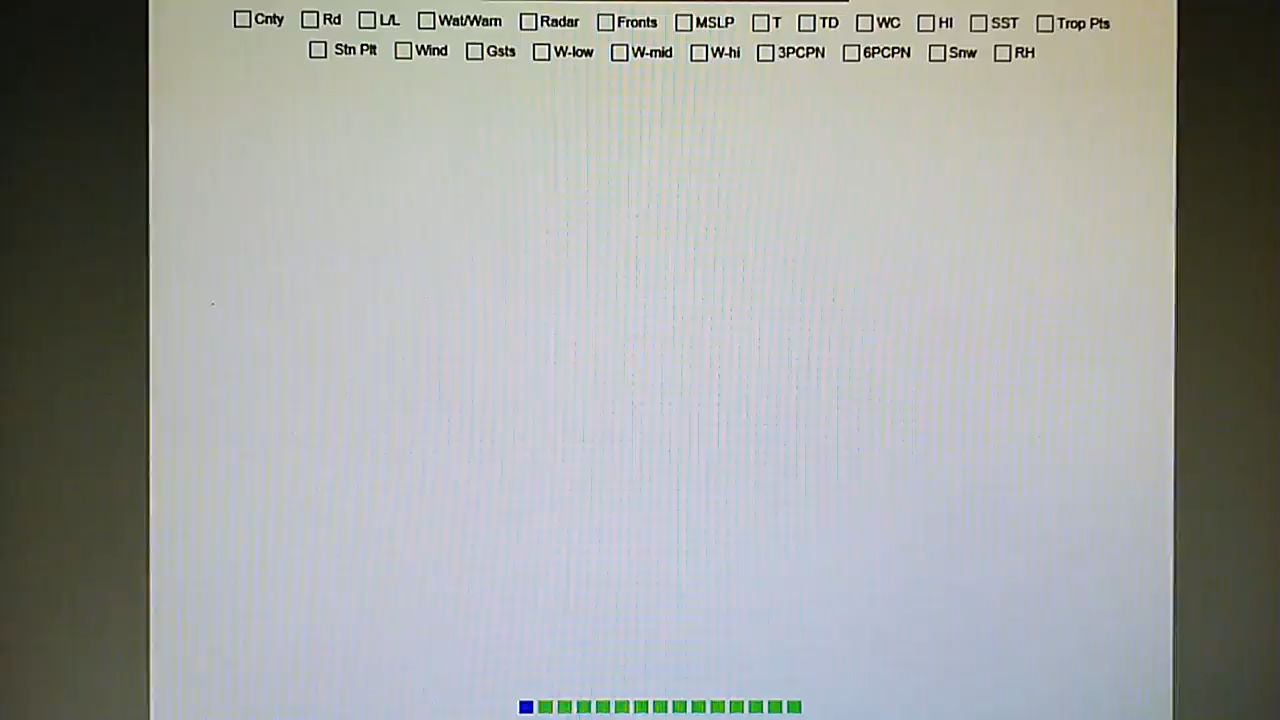 Cnty Rd L/L Wat/Warn Radar Fronts MSLP T TD WC HI SST Trop Pts
Stn Plt Wind Gsts W-low W-mid W-hi 3PCPN 6PCPN Snw RH